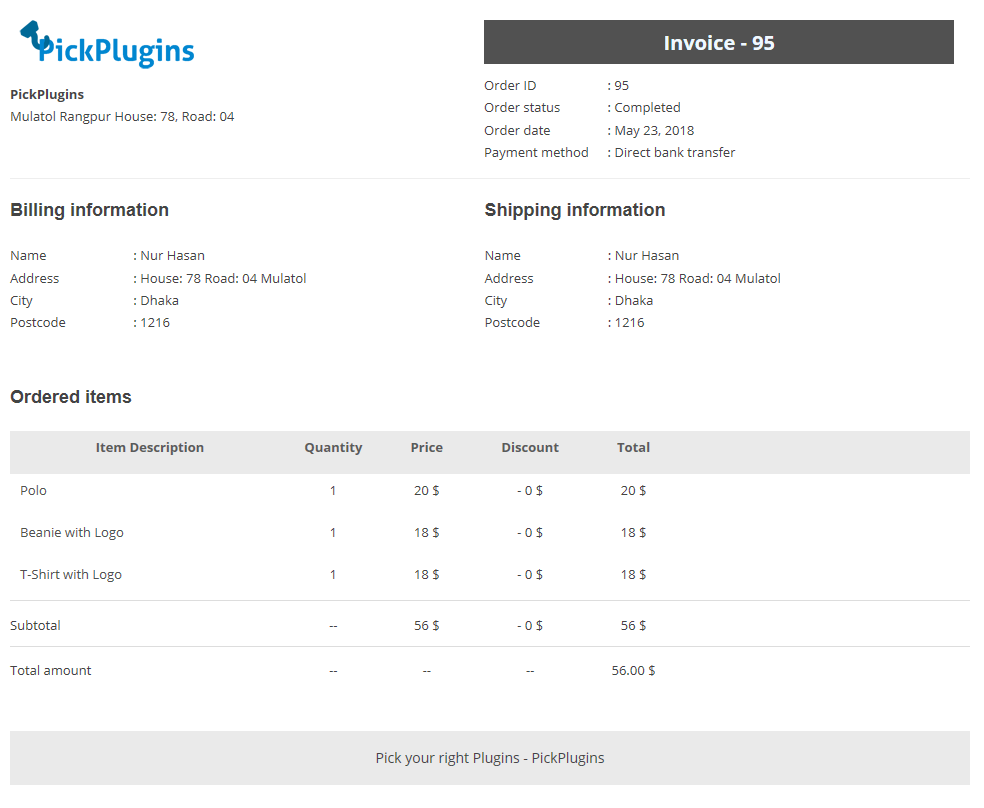 PickPlugins
PickPlugins
Mulatol Rangpur House: 78, Road: 04
Invoice - 95
Order ID : 95
Order status : Completed
Order date : May 23, 2018
Payment method : Direct bank transfer
Billing information
Name : Nur Hasan
Address : House: 78 Road: 04 Mulatol
City : Dhaka
Postcode : 1216
Shipping information
Name : Nur Hasan
Address : House: 78 Road: 04 Mulatol
City : Dhaka
Postcode : 1216
Ordered items
Item Description Quantity Price Discount Total
Polo 1 20 $ - 0 $ 20 $
Beanie with Logo 1 18 $ - 0 $ 18 $
T-Shirt with Logo 1 18 $ - 0 $ 18 $
Subtotal -- 56 $ - 0 $ 56 $
Total amount -- -- -- 56.00 $
Pick your right Plugins - PickPlugins